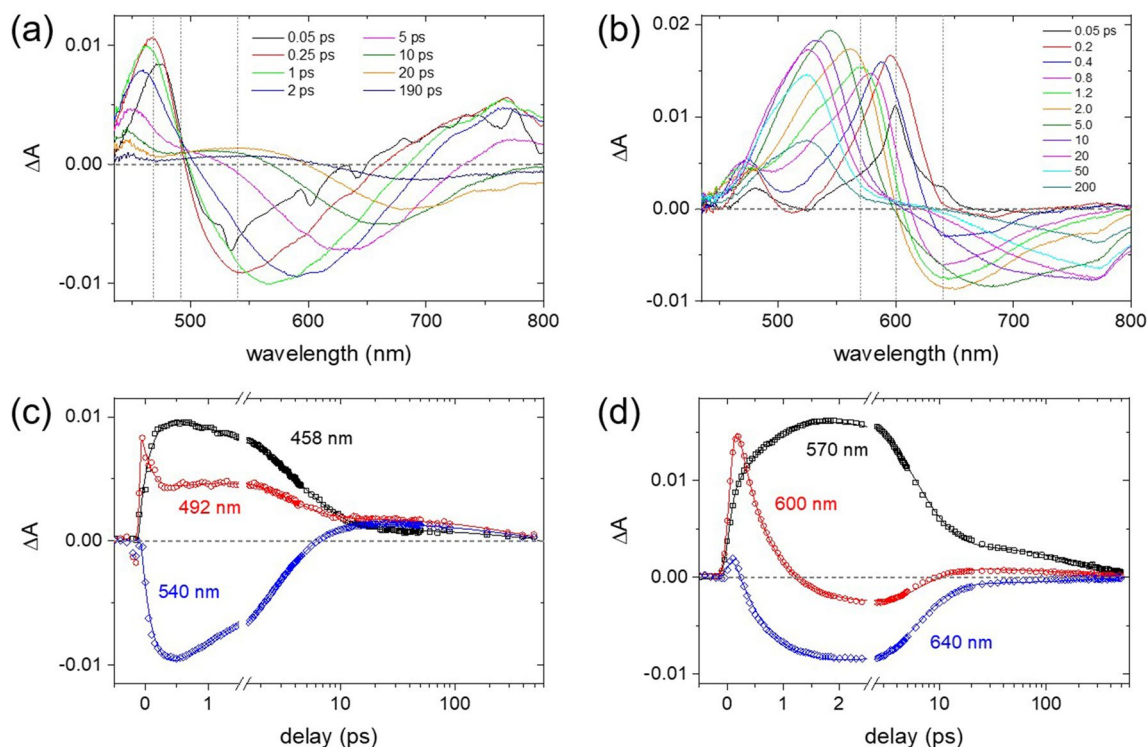 (a)
0.05 ps
0.25 ps
1 ps
2 ps
5 ps
10 ps
20 ps
190 ps
0.01
0.00
-0.01
ΔA
500
600
700
800
wavelength (nm)
(b)
0.05 ps
0.2
0.4
0.8
1.2
2.0
5.0
10
20
50
200
0.02
0.01
0.00
-0.01
ΔA
500
600
700
800
wavelength (nm)
(c)
458 nm
492 nm
540 nm
0.01
0.00
-0.01
ΔA
0
1
10
100
delay (ps)
(d)
570 nm
600 nm
640 nm
0.01
0.00
-0.01
ΔA
0
1
2
10
100
delay (ps)